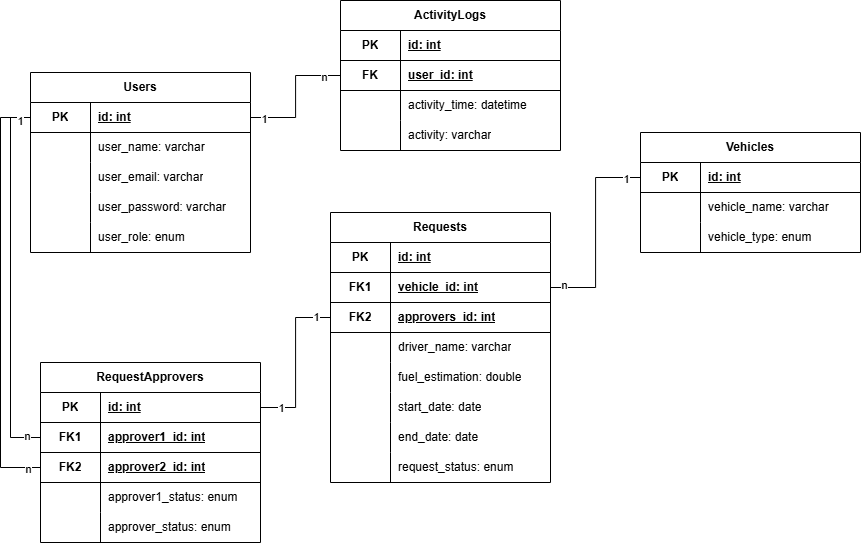 ActivityLogs
PK id: int
FK user_id: int
activity_time: datetime
activity: varchar
Users
PK id: int
user_name: varchar
user_email: varchar
user_password: varchar
user_role: enum
1
1
n
Vehicles
PK id: int
vehicle_name: varchar
vehicle_type: enum
1
n
Requests
PK id: int
FK1 vehicle_id: int
FK2 approvers_id: int
driver_name: varchar
fuel_estimation: double
start_date: date
end_date: date
request_status: enum
1
1
RequestApprovers
PK id: int
FK1 approver1_id: int
FK2 approver2_id: int
approver1_status: enum
approver_status: enum
n
n